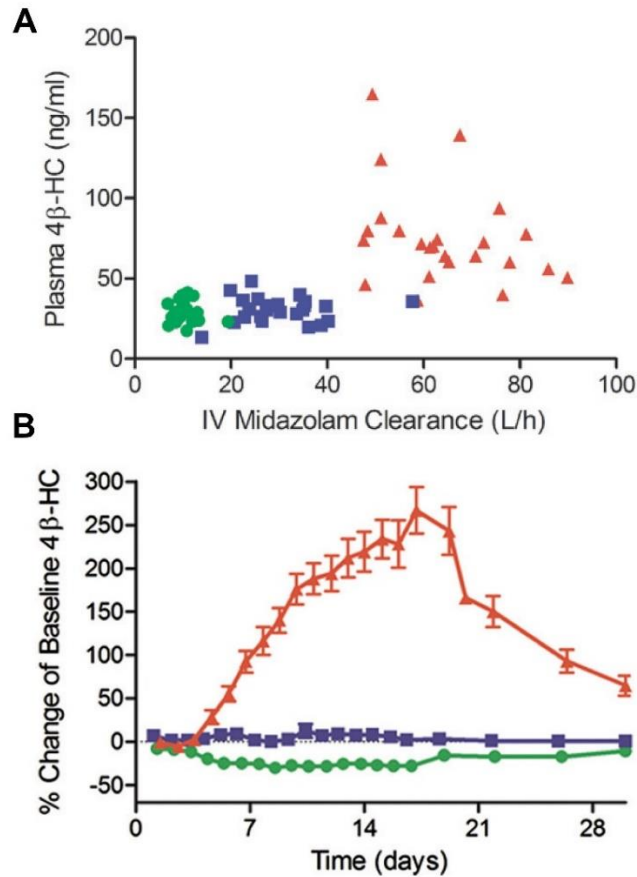 A
200
150
100
50
0
Plasma 4β-HC (ng/ml)
0 20 40 60 80 100
IV Midazolam Clearance (L/h)
B
300
250
200
150
100
50
0
-50
% Change of Baseline 4β-HC
0 7 14 21 28
Time (days)